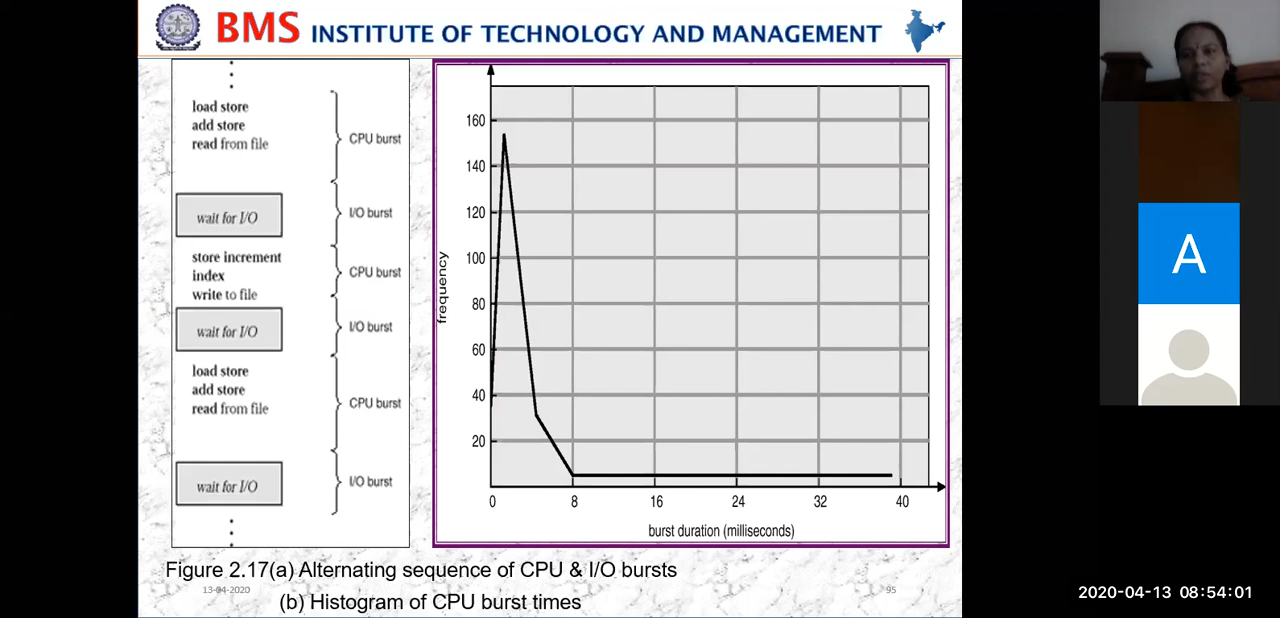 BMS INSTITUTE OF TECHNOLOGY AND MANAGEMENT
load store
add store
read from file
CPU burst
wait for I/O
I/O burst
store increment
index
write to file
CPU burst
wait for I/O
I/O burst
load store
add store
read from file
CPU burst
wait for I/O
I/O burst
frequency
160
140
120
100
80
60
40
20
0 8 16 24 32 40
burst duration (milliseconds)
Figure 2.17(a) Alternating sequence of CPU & I/O bursts
13-04-2020
95
(b) Histogram of CPU burst times
A
2020-04-13 08:54:01